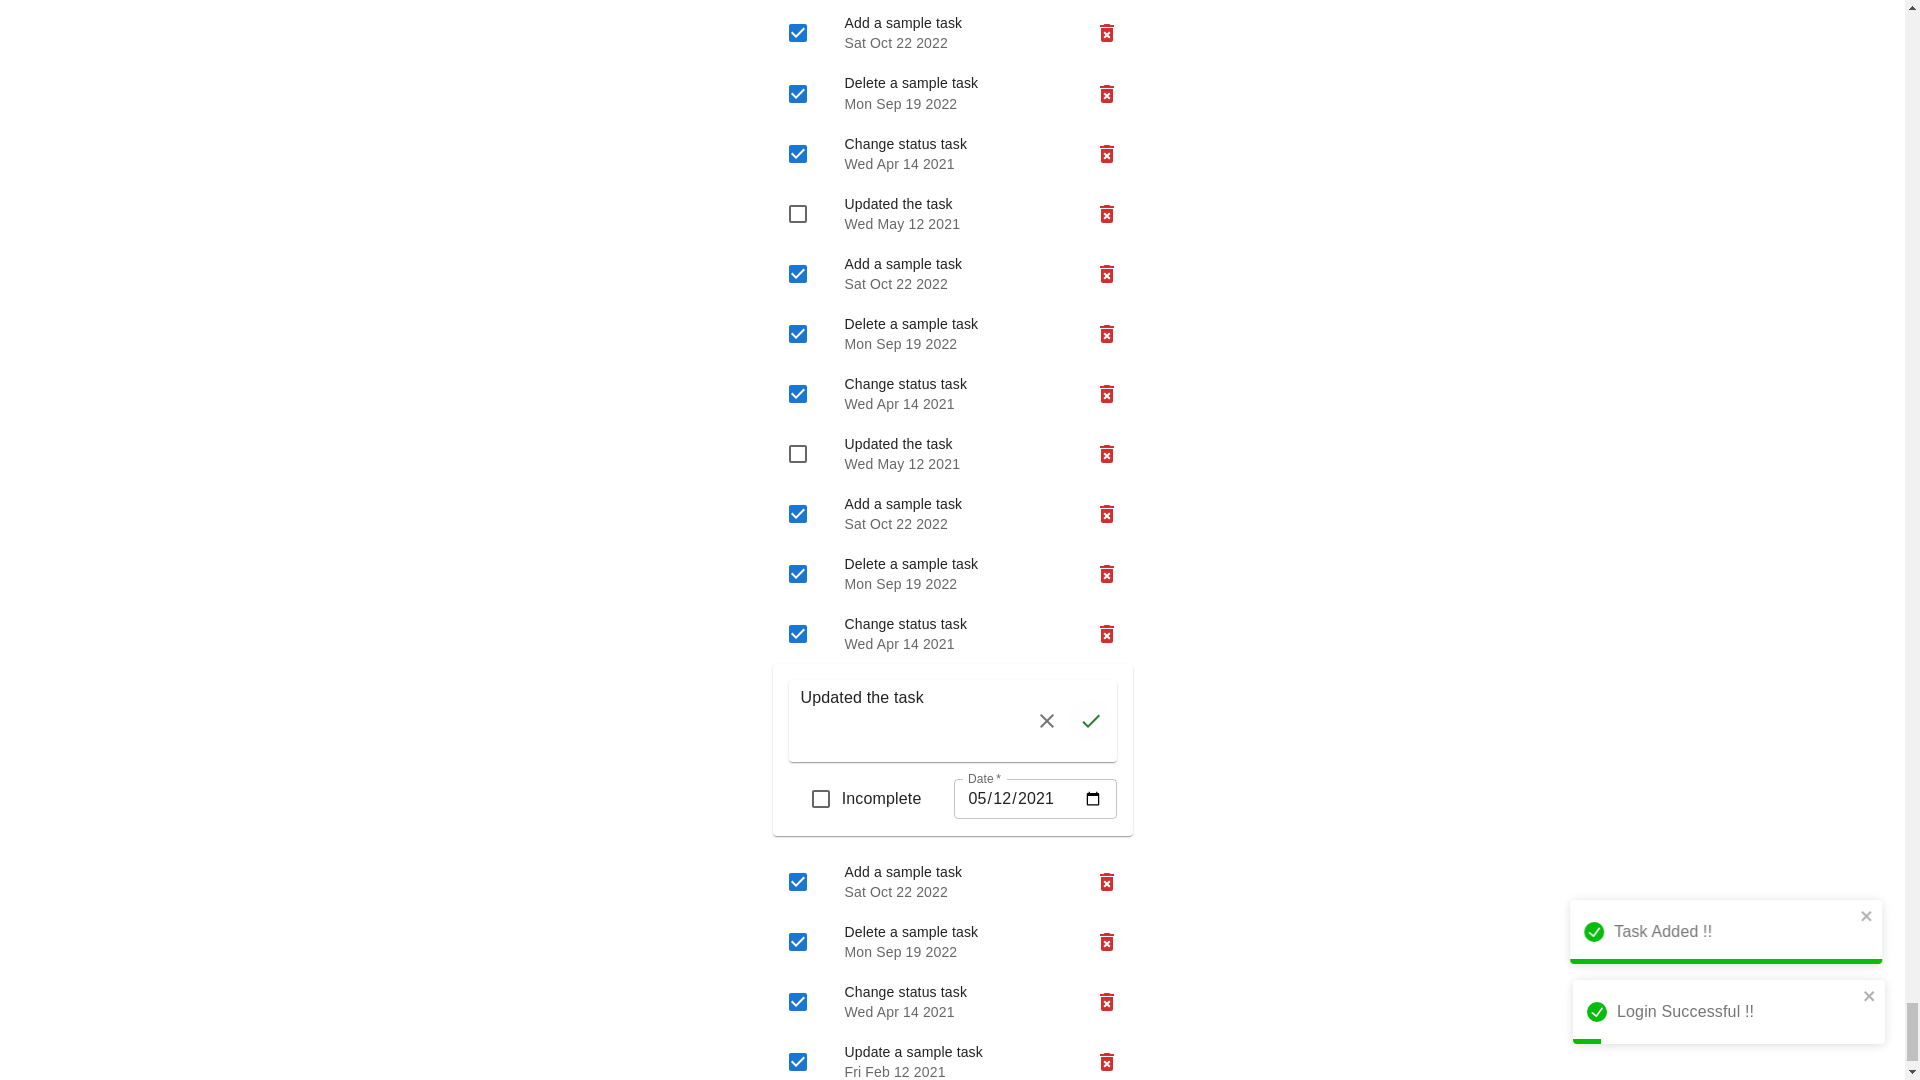 Add a sample task
Sat Oct 22 2022
Delete a sample task
Mon Sep 19 2022
Change status task
Wed Apr 14 2021
Updated the task
Wed May 12 2021
Add a sample task
Sat Oct 22 2022
Delete a sample task
Mon Sep 19 2022
Change status task
Wed Apr 14 2021
Updated the task
Wed May 12 2021
Add a sample task
Sat Oct 22 2022
Delete a sample task
Mon Sep 19 2022
Change status task
Wed Apr 14 2021
Updated the task
Date *
Incomplete
05/12/2021
Add a sample task
Sat Oct 22 2022
Delete a sample task
Mon Sep 19 2022
Change status task
Wed Apr 14 2021
Update a sample task
Fri Feb 12 2021
Task Added !!
Login Successful !!